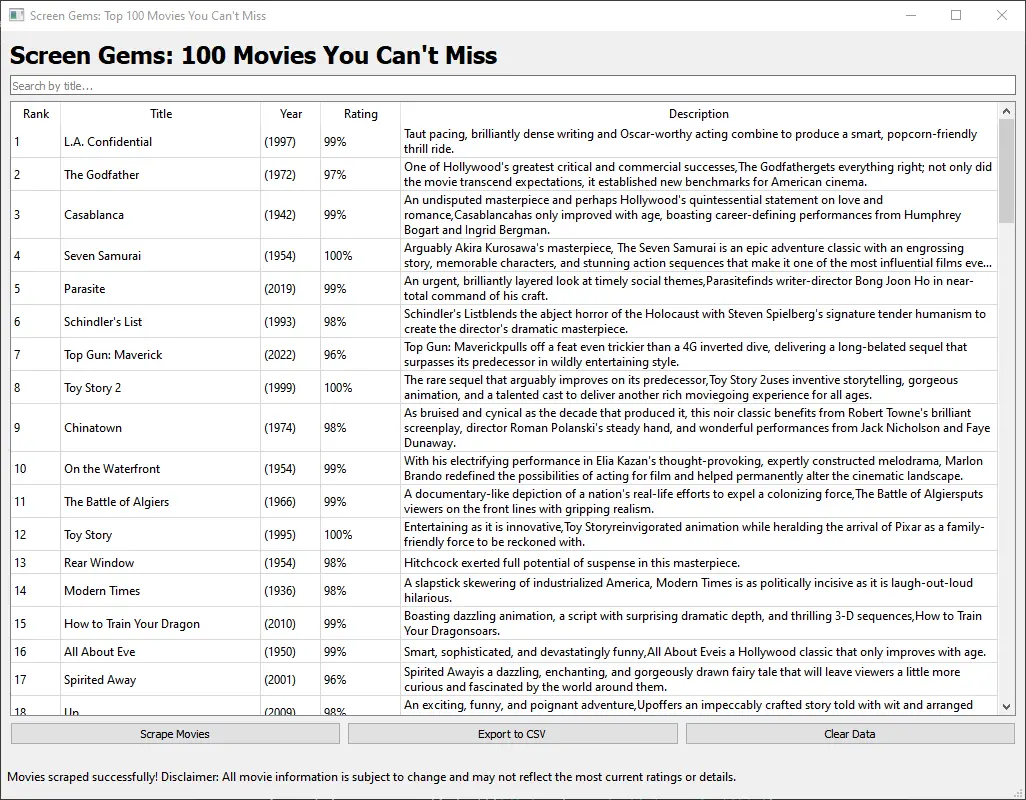 Screen Gems: Top 100 Movies You Can't Miss
Screen Gems: 100 Movies You Can't Miss
Search by title...
Rank Title Year Rating Description
1 L.A. Confidential (1997) 99% Taut pacing, brilliantly dense writing and Oscar-worthy acting combine to produce a smart, popcorn-friendly
thrill ride.
2 The Godfather (1972) 97% One of Hollywood's greatest critical and commercial successes,The Godfathergets everything right; not only did
the movie transcend expectations, it established new benchmarks for American cinema.
3 Casablanca (1942) 99% An undisputed masterpiece and perhaps Hollywood's quintessential statement on love and
romance,Casablancahas only improved with age, boasting career-defining performances from Humphrey
Bogart and Ingrid Bergman.
4 Seven Samurai (1954) 100% Arguably Akira Kurosawa's masterpiece, The Seven Samurai is an epic adventure classic with an engrossing
story, memorable characters, and stunning action sequences that make it one of the most influential films eve...
5 Parasite (2019) 99% An urgent, brilliantly layered look at timely social themes,Parasitefinds writer-director Bong Joon Ho in near-
total command of his craft.
6 Schindler's List (1993) 98% Schindler's Listblends the abject horror of the Holocaust with Steven Spielberg's signature tender humanism to
create the director's dramatic masterpiece.
7 Top Gun: Maverick (2022) 96% Top Gun: Maverickpulls off a feat even trickier than a 4G inverted dive, delivering a long-belated sequel that
surpasses its predecessor in wildly entertaining style.
8 Toy Story 2 (1999) 100% The rare sequel that arguably improves on its predecessor,Toy Story 2uses inventive storytelling, gorgeous
animation, and a talented cast to deliver another rich moviegoing experience for all ages.
9 Chinatown (1974) 98% As bruised and cynical as the decade that produced it, this noir classic benefits from Robert Towne's brilliant
screenplay, director Roman Polanski's steady hand, and wonderful performances from Jack Nicholson and Faye
Dunaway.
10 On the Waterfront (1954) 99% With his electrifying performance in Elia Kazan's thought-provoking, expertly constructed melodrama, Marlon
Brando redefined the possibilities of acting for film and helped permanently alter the cinematic landscape.
11 The Battle of Algiers (1966) 99% A documentary-like depiction of a nation's real-life efforts to expel a colonizing force,The Battle of Algiersputs
viewers on the front lines with gripping realism.
12 Toy Story (1995) 100% Entertaining as it is innovative,Toy Storyreinvigorated animation while heralding the arrival of Pixar as a family-
friendly force to be reckoned with.
13 Rear Window (1954) 98% Hitchcock exerted full potential of suspense in this masterpiece.
14 Modern Times (1936) 98% A slapstick skewering of industrialized America, Modern Times is as politically incisive as it is laugh-out-loud
hilarious.
15 How to Train Your Dragon (2010) 99% Boasting dazzling animation, a script with surprising dramatic depth, and thrilling 3-D sequences,How to Train
Your Dragonsoars.
16 All About Eve (1950) 99% Smart, sophisticated, and devastatingly funny,All About Eveis a Hollywood classic that only improves with age.
17 Spirited Away (2001) 96% Spirited Awayis a dazzling, enchanting, and gorgeously drawn fairy tale that will leave viewers a little more
curious and fascinated by the world around them.
18 Up (2009) 98% An exciting, funny, and poignant adventure,Upoffers an impeccably crafted story told with wit and arranged
Scrape Movies Export to CSV Clear Data
Movies scraped successfully! Disclaimer: All movie information is subject to change and may not reflect the most current ratings or details.